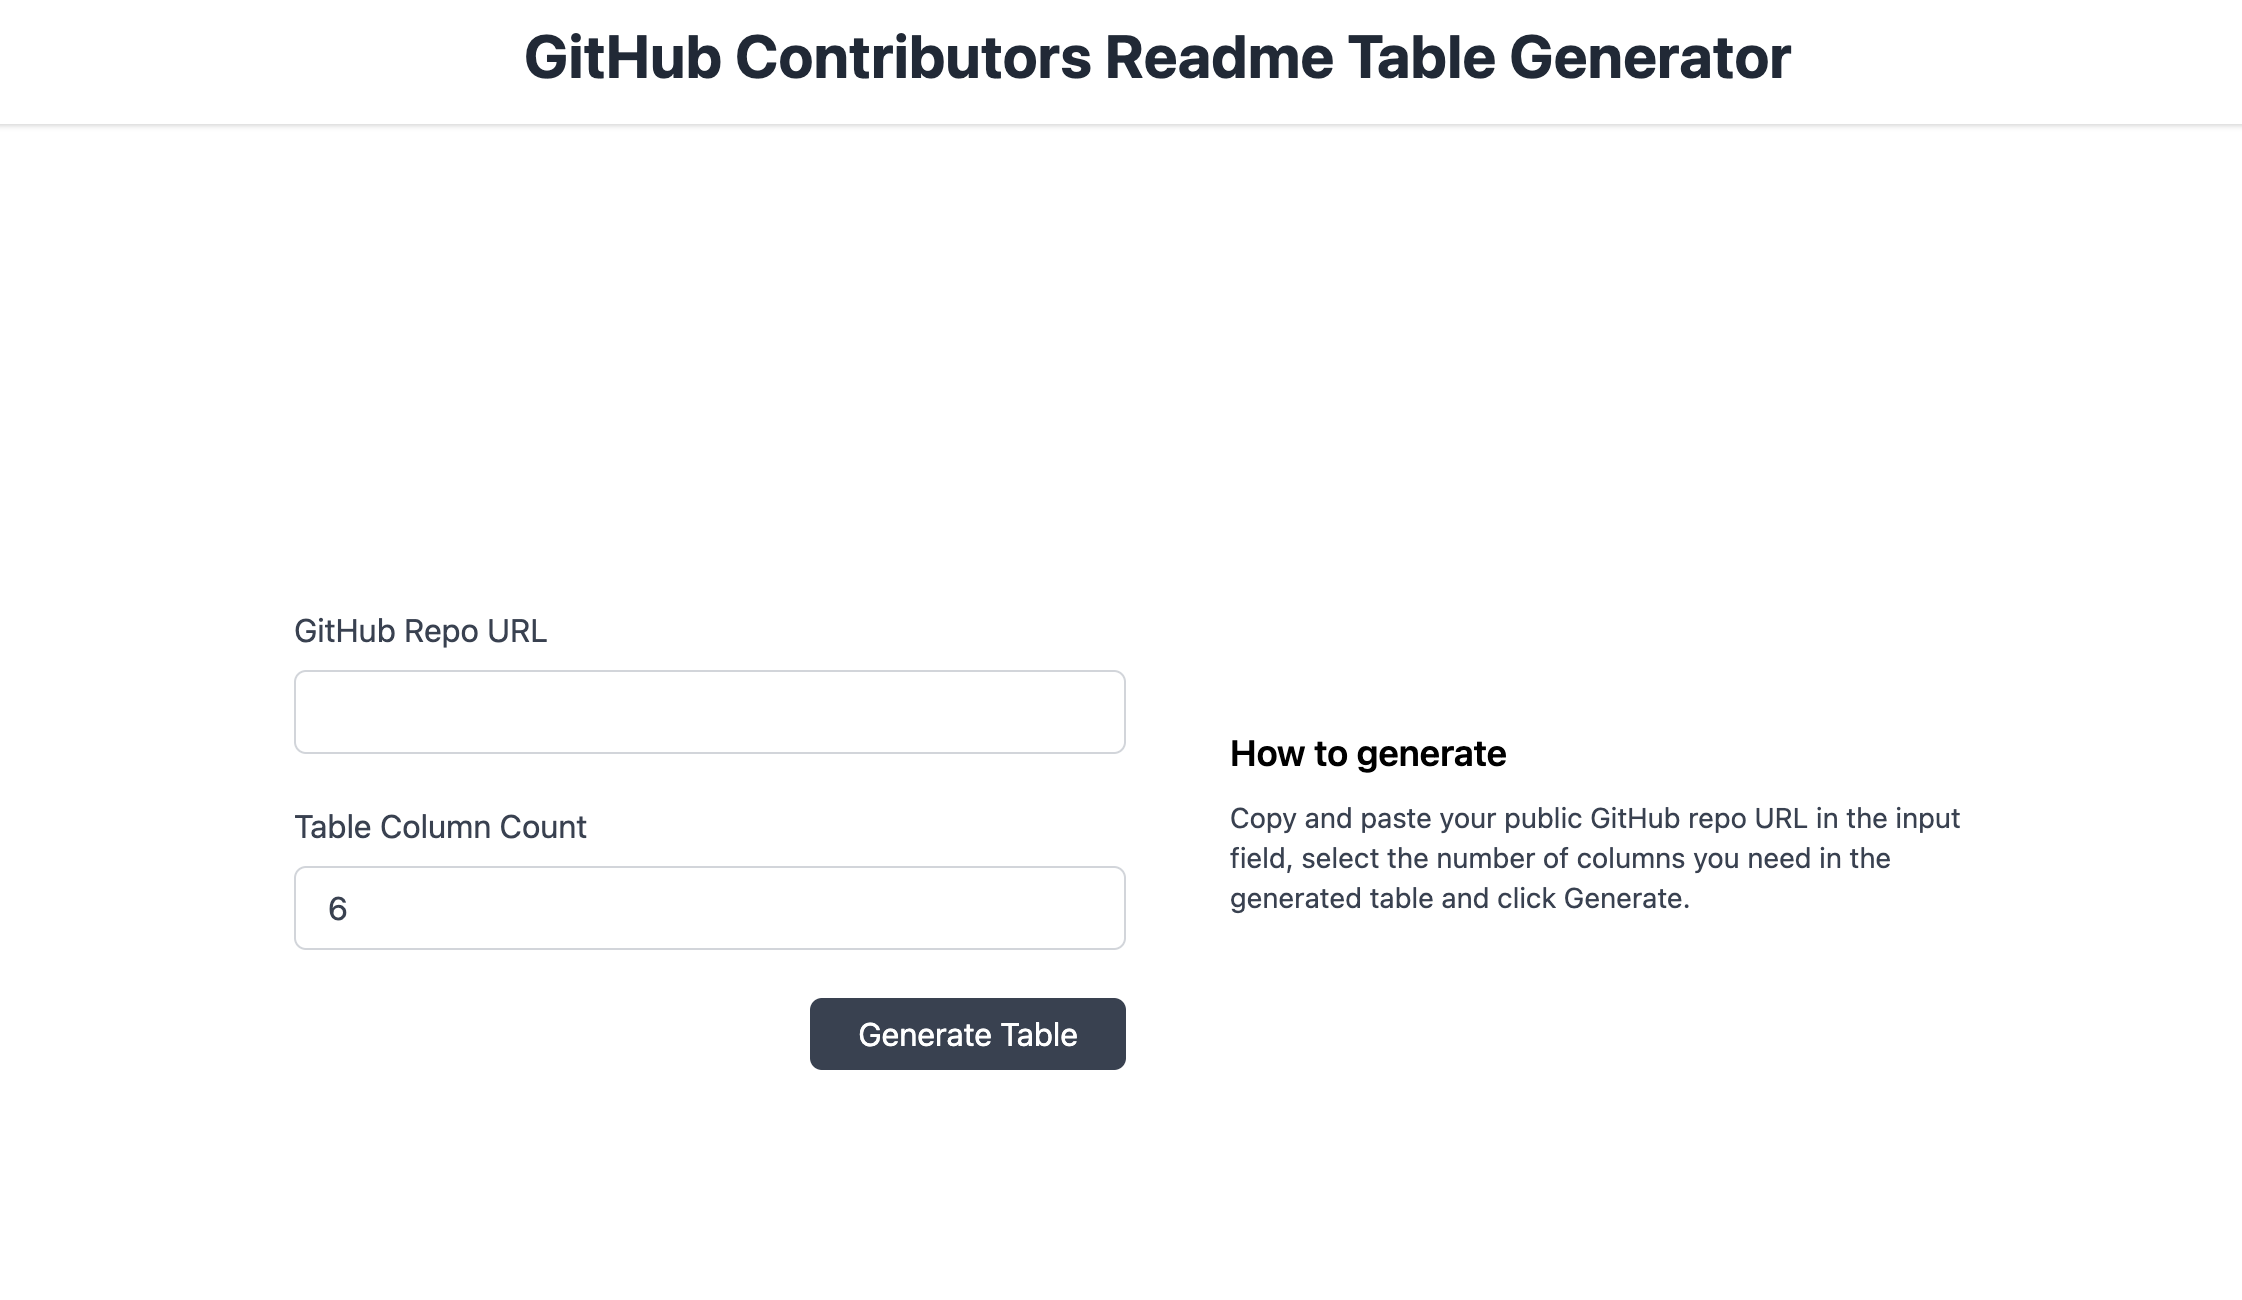 GitHub Contributors Readme Table Generator
GitHub Repo URL
Table Column Count
6
Generate Table
How to generate
Copy and paste your public GitHub repo URL in the input
field, select the number of columns you need in the
generated table and click Generate.